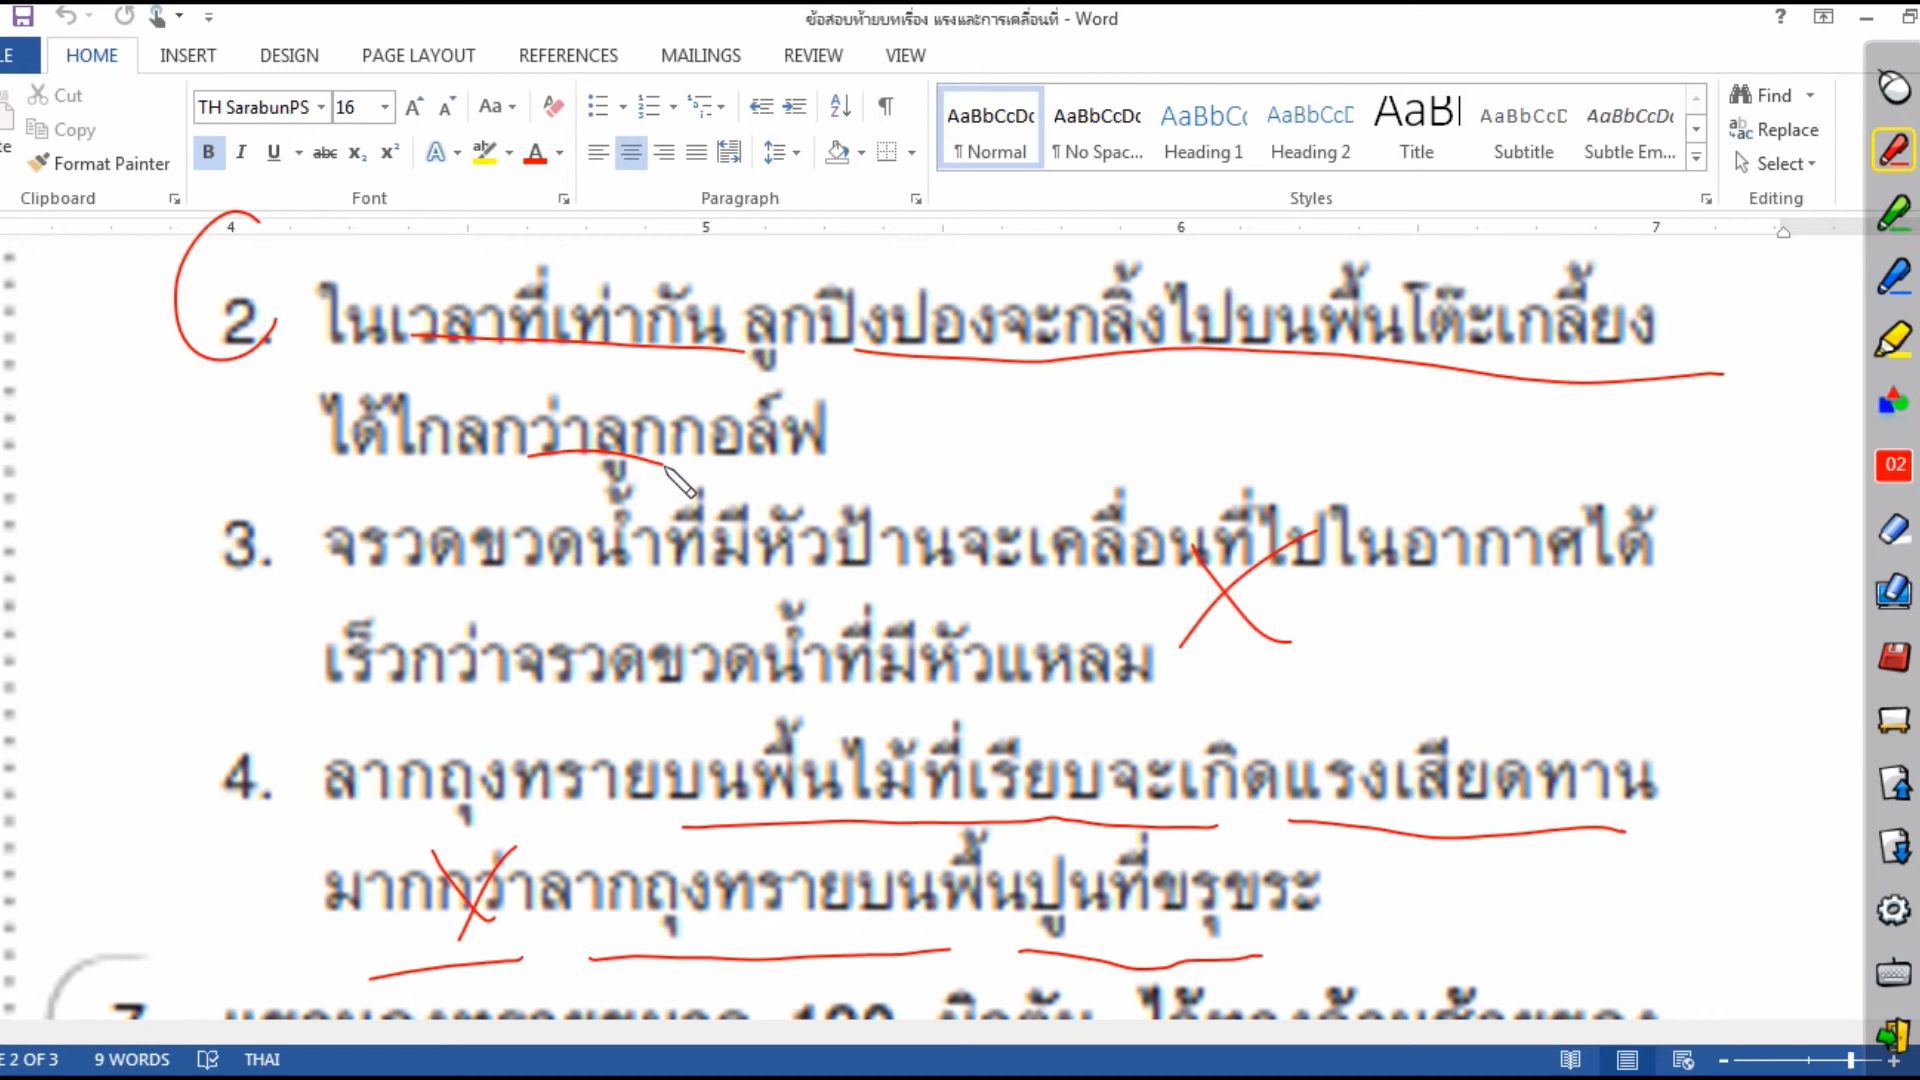 ข้อสอบท้ายบทเรื่อง แรงและการเคลื่อนที่ - Word
HOME INSERT DESIGN PAGE LAYOUT REFERENCES MAILINGS REVIEW VIEW
Cut
Copy
Format Painter
Clipboard
TH SarabunPS 16
Font
Paragraph
AaBbCcDc AaBbCcDc AaBbCc AaBbCcD AaBl AaBbCcD AaBbCcDc
¶ Normal ¶ No Spac... Heading 1 Heading 2 Title Subtitle Subtle Em...
Styles
Find
Replace
Select
Editing
4 5 6 7
2. ในเวลาที่เท่ากัน ลูกปิงปองจะกลิ้งไปบนพื้นโต๊ะเกลี้ยง
ได้ไกลกว่าลูกกอล์ฟ
3. จรวดขวดน้ำที่มีหัวป้านจะเคลื่อนที่ไปในอากาศได้
เร็วกว่าจรวดขวดน้ำที่มีหัวแหลม
4. ลากถุงทรายบนพื้นไม้ที่เรียบจะเกิดแรงเสียดทาน
มากกว่าลากถุงทรายบนพื้นปูนที่ขรุขระ
02
E 2 OF 3 9 WORDS THAI